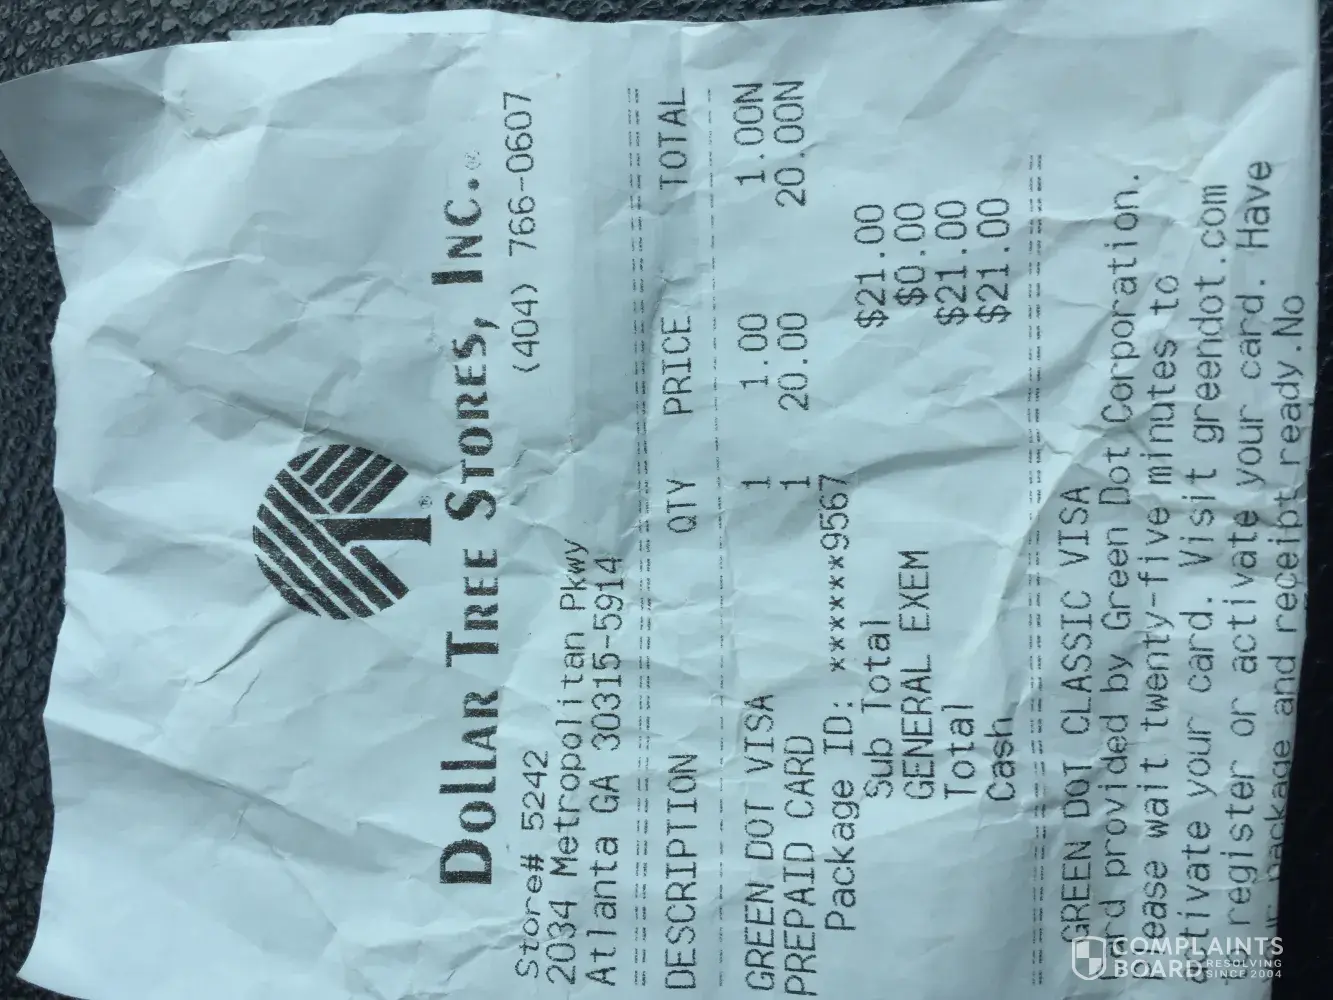 DOLLAR TREE STORES, INC.®
Store# 5242 (404) 766-0607
2034 Metropolitan Pkwy
Atlanta GA 30315-5914
DESCRIPTION QTY PRICE TOTAL
GREEN DOT VISA 1 1.00 1.00N
PREPAID CARD 1 20.00 20.00N
Package ID: ******9567
Sub Total $21.00
GENERAL EXEM $0.00
Total $21.00
Cash $21.00
GREEN DOT CLASSIC VISA
provided by Green Dot Corporation.
wait twenty-five minutes to
your card. Visit greendot.com
register or activate your card. Have
package and receipt ready. No
COMPLAINTS
BOARD RESOLVING
SINCE 2004